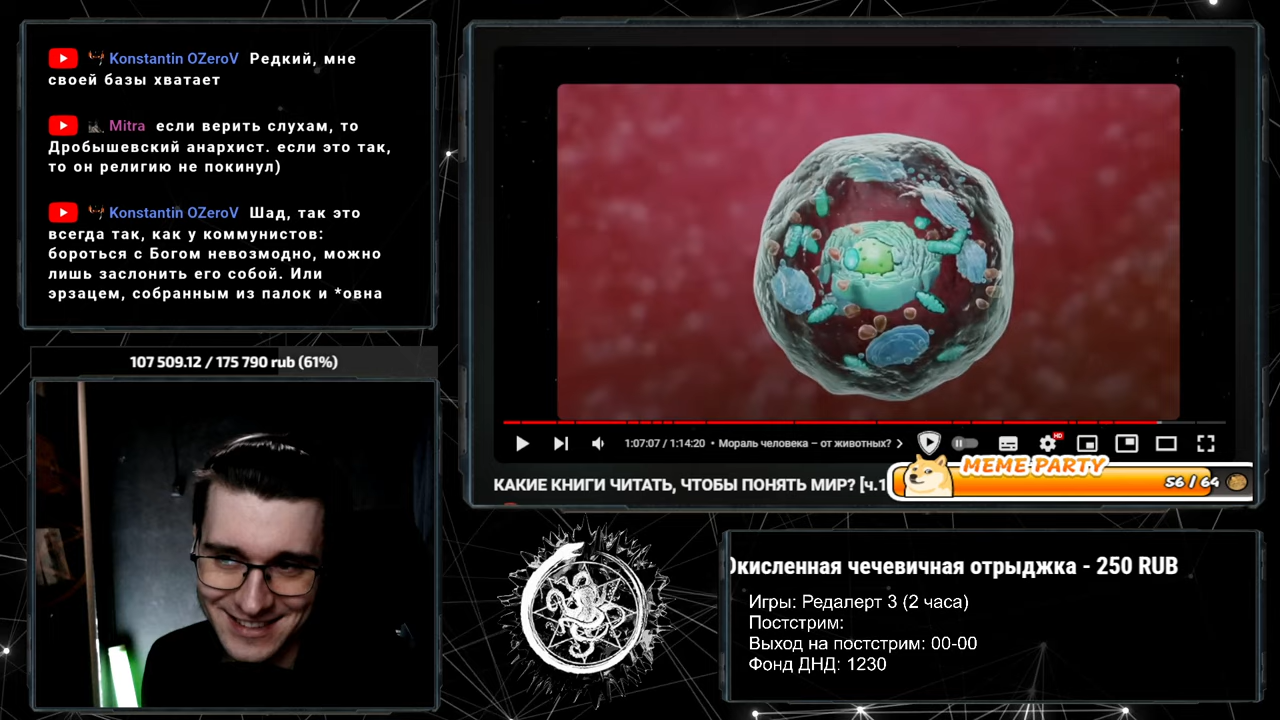 Konstantin OZeroV Редкий, мне
своей базы хватает
Mitra если верить слухам, то
Дробышевский анархист. если это так,
то он религию не покинул)
Konstantin OZeroV Шад, так это
всегда так, как у коммунистов:
бороться с Богом невозмодно, можно
лишь заслонить его собой. Или
эрзацем, собранным из палок и *овна
107 509.12 / 175 790 rub (61%)
1:07:07 / 1:14:20 • Мораль человека – от животных?
HD
MEME PARTY
56 / 64
КАКИЕ КНИГИ ЧИТАТЬ, ЧТОБЫ ПОНЯТЬ МИР? [ч.1
Окисленная чечевичная отрыджка - 250 RUB
Игры: Редалерт 3 (2 часа)
Постстрим:
Выход на постстрим: 00-00
Фонд ДНД: 1230